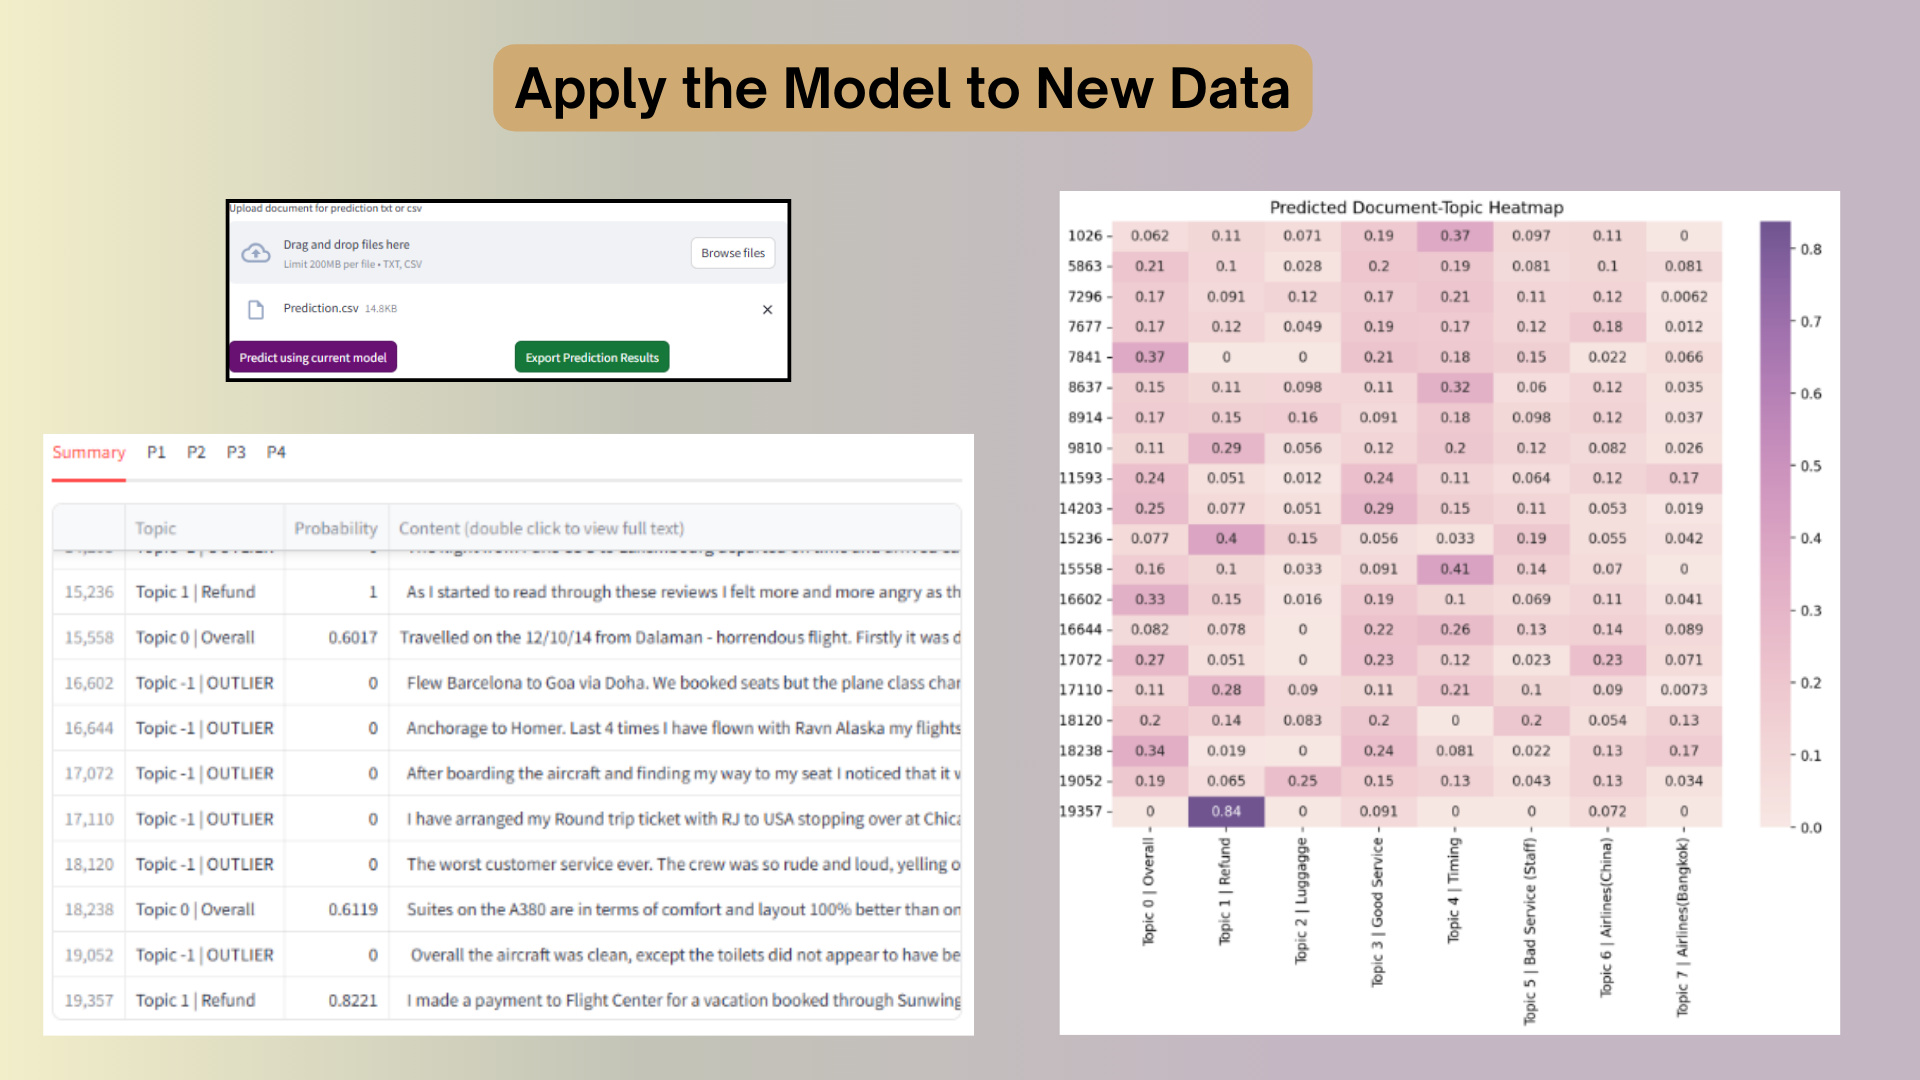 Apply the Model to New Data
Upload document for prediction txt or csv
Drag and drop files here
Limit 200MB per file • TXT, CSV
Browse files
Prediction.csv 14.8KB
×
Predict using current model
Export Prediction Results
Summary P1 P2 P3 P4
Topic Probability Content (double click to view full text)
15,236 Topic 1 | Refund 1 As I started to read through these reviews I felt more and more angry as th
15,558 Topic 0 | Overall 0.6017 Travelled on the 12/10/14 from Dalaman - horrendous flight. Firstly it was d
16,602 Topic -1 | OUTLIER 0 Flew Barcelona to Goa via Doha. We booked seats but the plane class chan
16,644 Topic -1 | OUTLIER 0 Anchorage to Homer. Last 4 times I have flown with Ravn Alaska my flights
17,072 Topic -1 | OUTLIER 0 After boarding the aircraft and finding my way to my seat I noticed that it
17,110 Topic -1 | OUTLIER 0 I have arranged my Round trip ticket with RJ to USA stopping over at Chica
18,120 Topic -1 | OUTLIER 0 The worst customer service ever. The crew was so rude and loud, yelling o
18,238 Topic 0 | Overall 0.6119 Suites on the A380 are in terms of comfort and layout 100% better than on
19,052 Topic -1 | OUTLIER 0 Overall the aircraft was clean, except the toilets did not appear to have be
19,357 Topic 1 | Refund 0.8221 I made a payment to Flight Center for a vacation booked through Sunwing
Predicted Document-Topic Heatmap
1026 0.062 0.11 0.071 0.19 0.37 0.097 0.11 0
5863 0.21 0.1 0.028 0.2 0.19 0.081 0.1 0.081
7296 0.17 0.091 0.12 0.17 0.21 0.11 0.12 0.0062
7677 0.17 0.12 0.049 0.19 0.17 0.12 0.18 0.012
7841 0.37 0 0 0.21 0.18 0.15 0.022 0.066
8637 0.15 0.11 0.098 0.11 0.32 0.06 0.12 0.035
8914 0.17 0.15 0.16 0.091 0.18 0.098 0.12 0.037
9810 0.11 0.29 0.056 0.12 0.2 0.12 0.082 0.026
11593 0.24 0.051 0.012 0.24 0.11 0.064 0.12 0.17
14203 0.25 0.077 0.051 0.29 0.15 0.11 0.053 0.019
15236 0.077 0.4 0.15 0.056 0.033 0.19 0.055 0.042
15558 0.16 0.1 0.033 0.091 0.41 0.14 0.07 0
16602 0.33 0.15 0.016 0.19 0.1 0.069 0.11 0.041
16644 0.082 0.078 0 0.22 0.26 0.13 0.14 0.089
17072 0.27 0.051 0 0.23 0.12 0.023 0.23 0.071
17110 0.11 0.28 0.09 0.11 0.21 0.1 0.09 0.0073
18120 0.2 0.14 0.083 0.2 0 0.2 0.054 0.13
18238 0.34 0.019 0 0.24 0.081 0.022 0.13 0.17
19052 0.19 0.065 0.25 0.15 0.13 0.043 0.13 0.034
19357 0 0.84 0 0.091 0 0 0.072 0
Topic 0 | Overall
Topic 1 | Refund
Topic 2 | Luggagge
Topic 3 | Good Service
Topic 4 | Timing
Topic 5 | Bad Service (Staff)
Topic 6 | Airlines(China)
Topic 7 | Airlines(Bangkok)
0.8
0.7
0.6
0.5
0.4
0.3
0.2
0.1
0.0